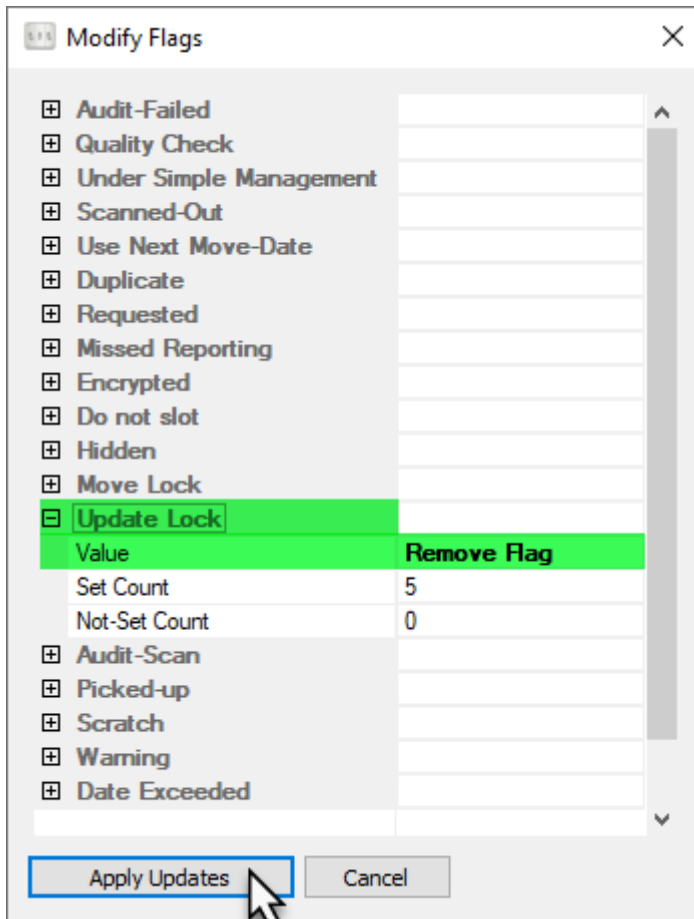 Modify Flags
Audit-Failed
Quality Check
Under Simple Management
Scanned-Out
Use Next Move-Date
Duplicate
Requested
Missed Reporting
Encrypted
Do not slot
Hidden
Move Lock
Update Lock
Value Remove Flag
Set Count 5
Not-Set Count 0
Audit-Scan
Picked-up
Scratch
Warning
Date Exceeded
Apply Updates Cancel